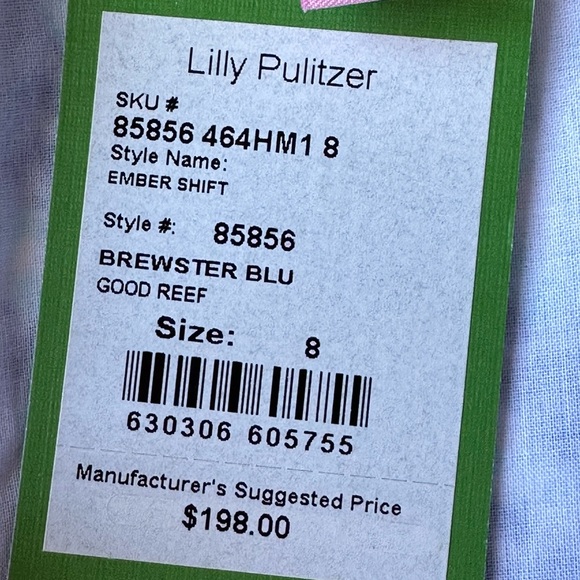 Lilly Pulitzer
SKU #
85856 464HM1 8
Style Name:
EMBER SHIFT
Style #: 85856
BREWSTER BLU
GOOD REEF
Size: 8
630306 605755
Manufacturer's Suggested Price
$198.00